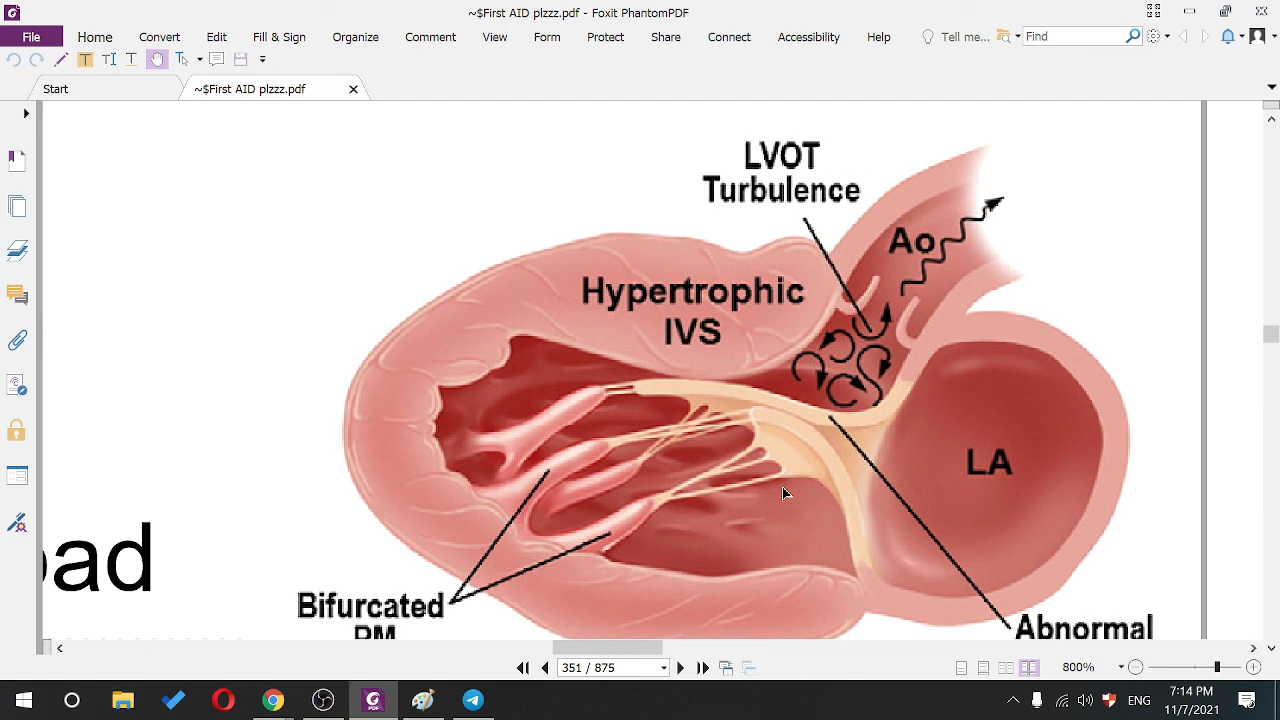 ~$First AID plzzz.pdf - Foxit PhantomPDF
File Home Convert Edit Fill & Sign Organize Comment View Form Protect Share Connect Accessibility Help Tell me... Find
Start ~$First AID plzzz.pdf
LVOT
Turbulence
Ao
Hypertrophic
IVS
LA
oad
Bifurcated
PM
Abnormal
351 / 875
800%
ENG
7:14 PM
11/7/2021